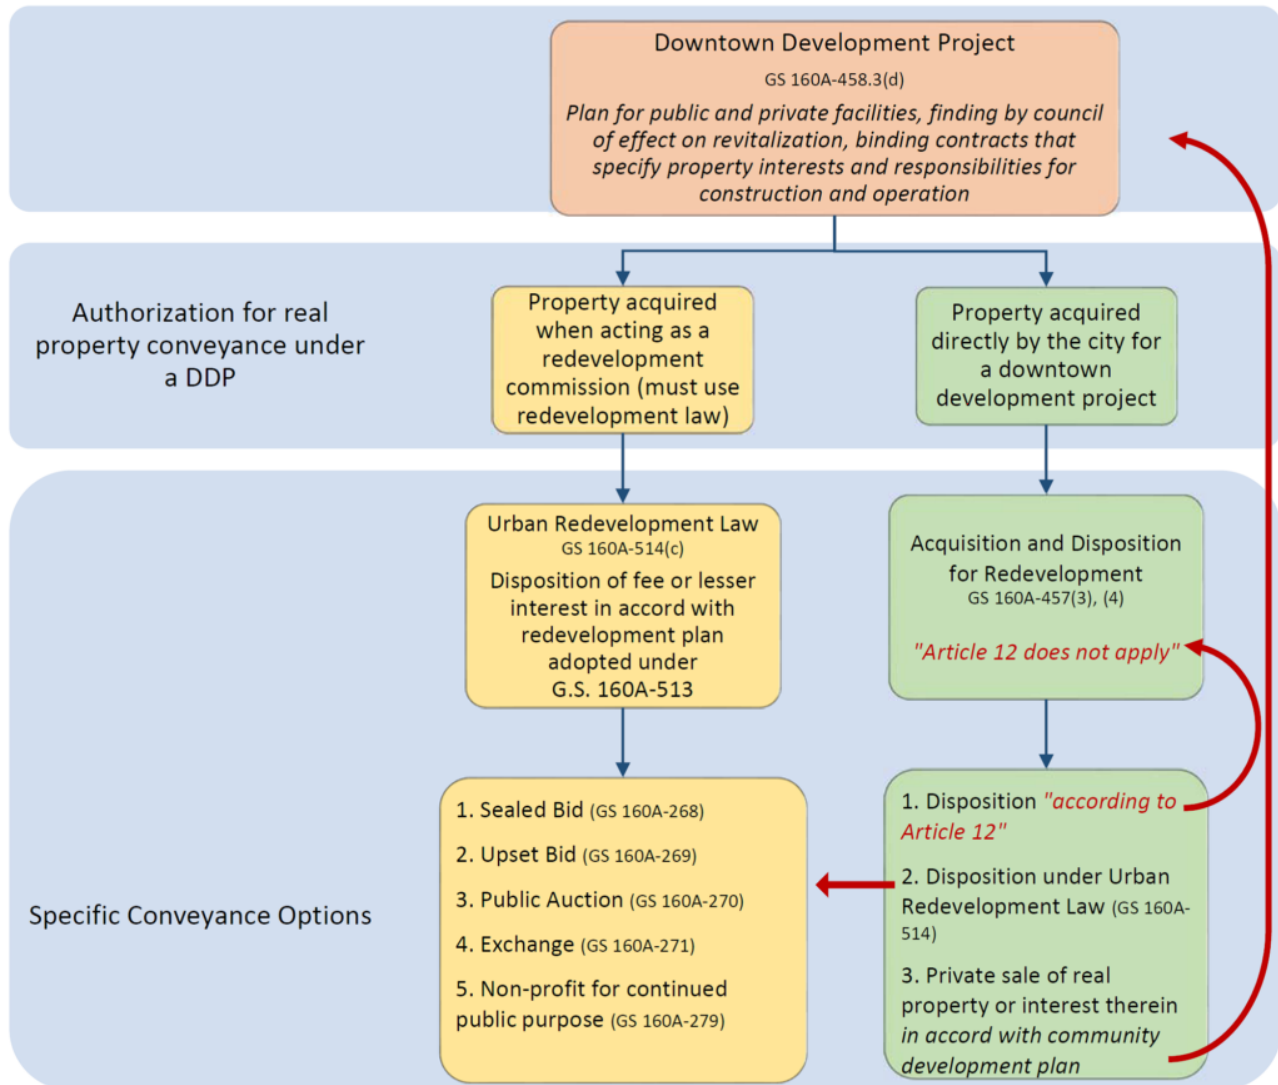 Downtown Development Project
GS 160A-458.3(d)
Plan for public and private facilities, finding by council
of effect on revitalization, binding contracts that
specify property interests and responsibilities for
construction and operation
Authorization for real
property conveyance under
a DDP
Property acquired
when acting as a
redevelopment
commission (must use
redevelopment law)
Property acquired
directly by the city for
a downtown
development project
Urban Redevelopment Law
GS 160A-514(c)
Disposition of fee or lesser
interest in accord with
redevelopment plan
adopted under
G.S. 160A-513
Acquisition and Disposition
for Redevelopment
GS 160A-457(3), (4)
"Article 12 does not apply"
Specific Conveyance Options
1. Sealed Bid (GS 160A-268)
2. Upset Bid (GS 160A-269)
3. Public Auction (GS 160A-270)
4. Exchange (GS 160A-271)
5. Non-profit for continued
public purpose (GS 160A-279)
1. Disposition "according to
Article 12"
2. Disposition under Urban
Redevelopment Law (GS 160A-
514)
3. Private sale of real
property or interest therein
in accord with community
development plan